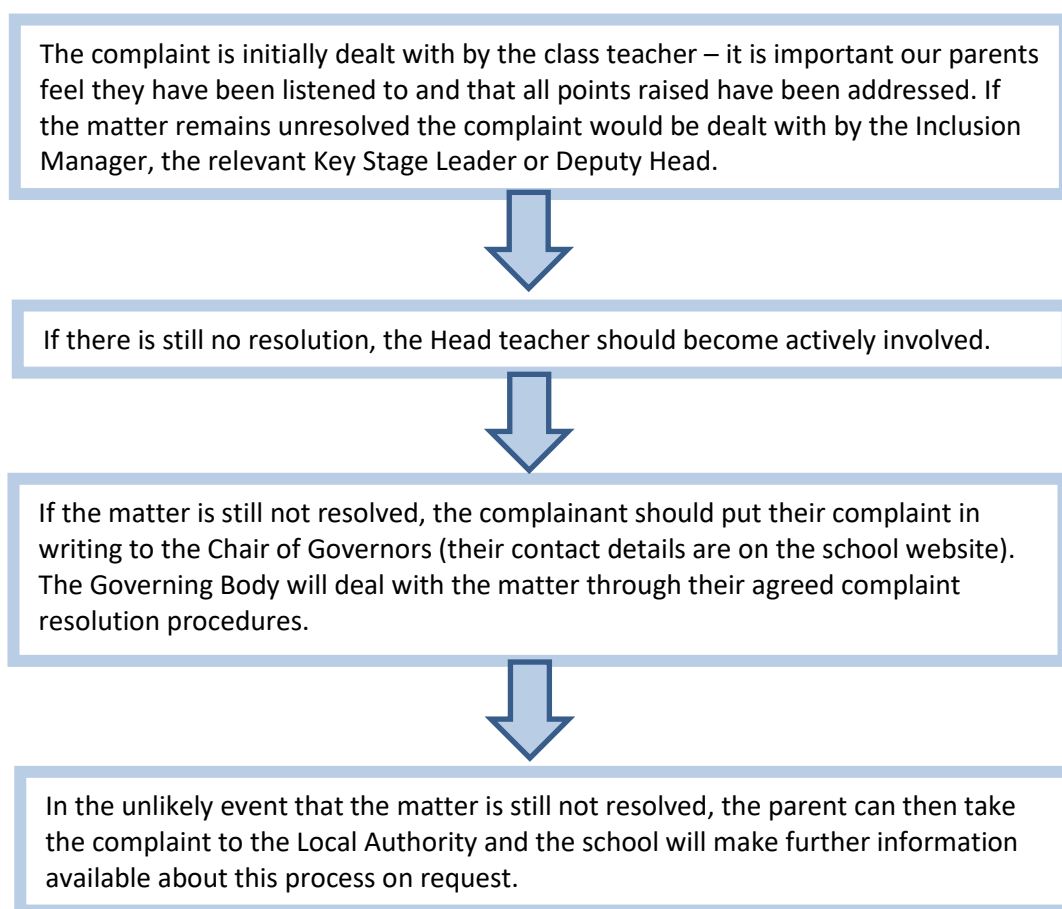 The complaint is initially dealt with by the class teacher – it is important our parents
feel they have been listened to and that all points raised have been addressed. If
the matter remains unresolved the complaint would be dealt with by the Inclusion
Manager, the relevant Key Stage Leader or Deputy Head.
If there is still no resolution, the Head teacher should become actively involved.
If the matter is still not resolved, the complainant should put their complaint in
writing to the Chair of Governors (their contact details are on the school website).
The Governing Body will deal with the matter through their agreed complaint
resolution procedures.
In the unlikely event that the matter is still not resolved, the parent can then take
the complaint to the Local Authority and the school will make further information
available about this process on request.